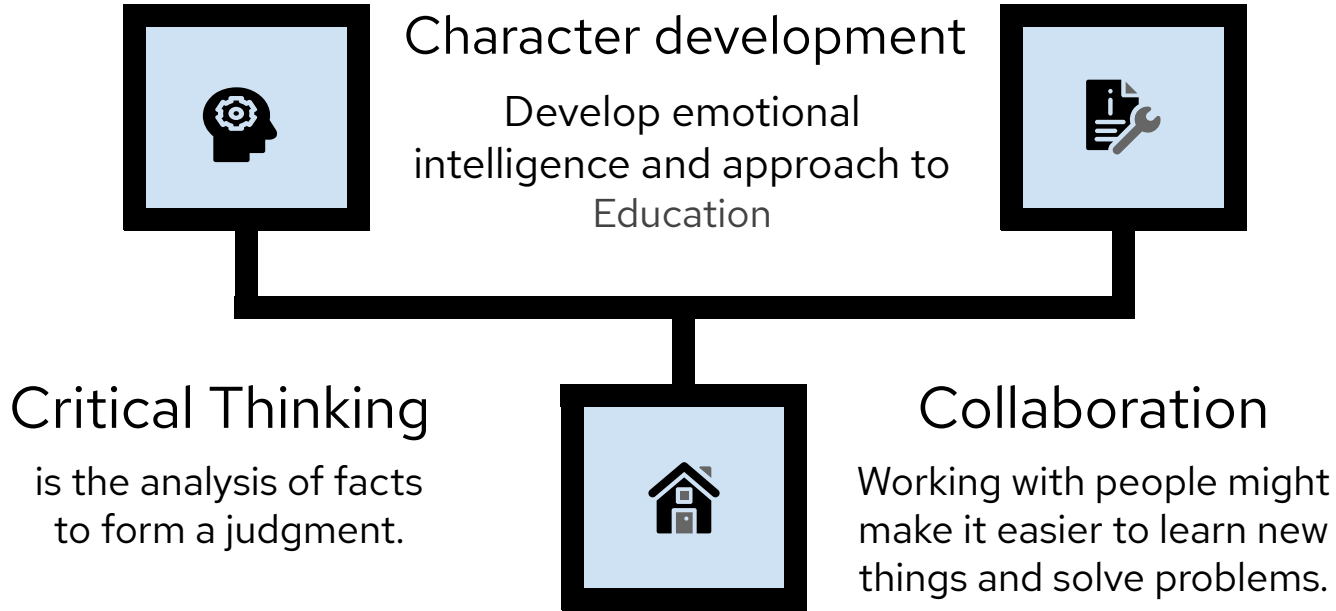 Character development
Develop emotional
intelligence and approach to
Education
Critical Thinking
is the analysis of facts
to form a judgment.
Collaboration
Working with people might
make it easier to learn new
things and solve problems.